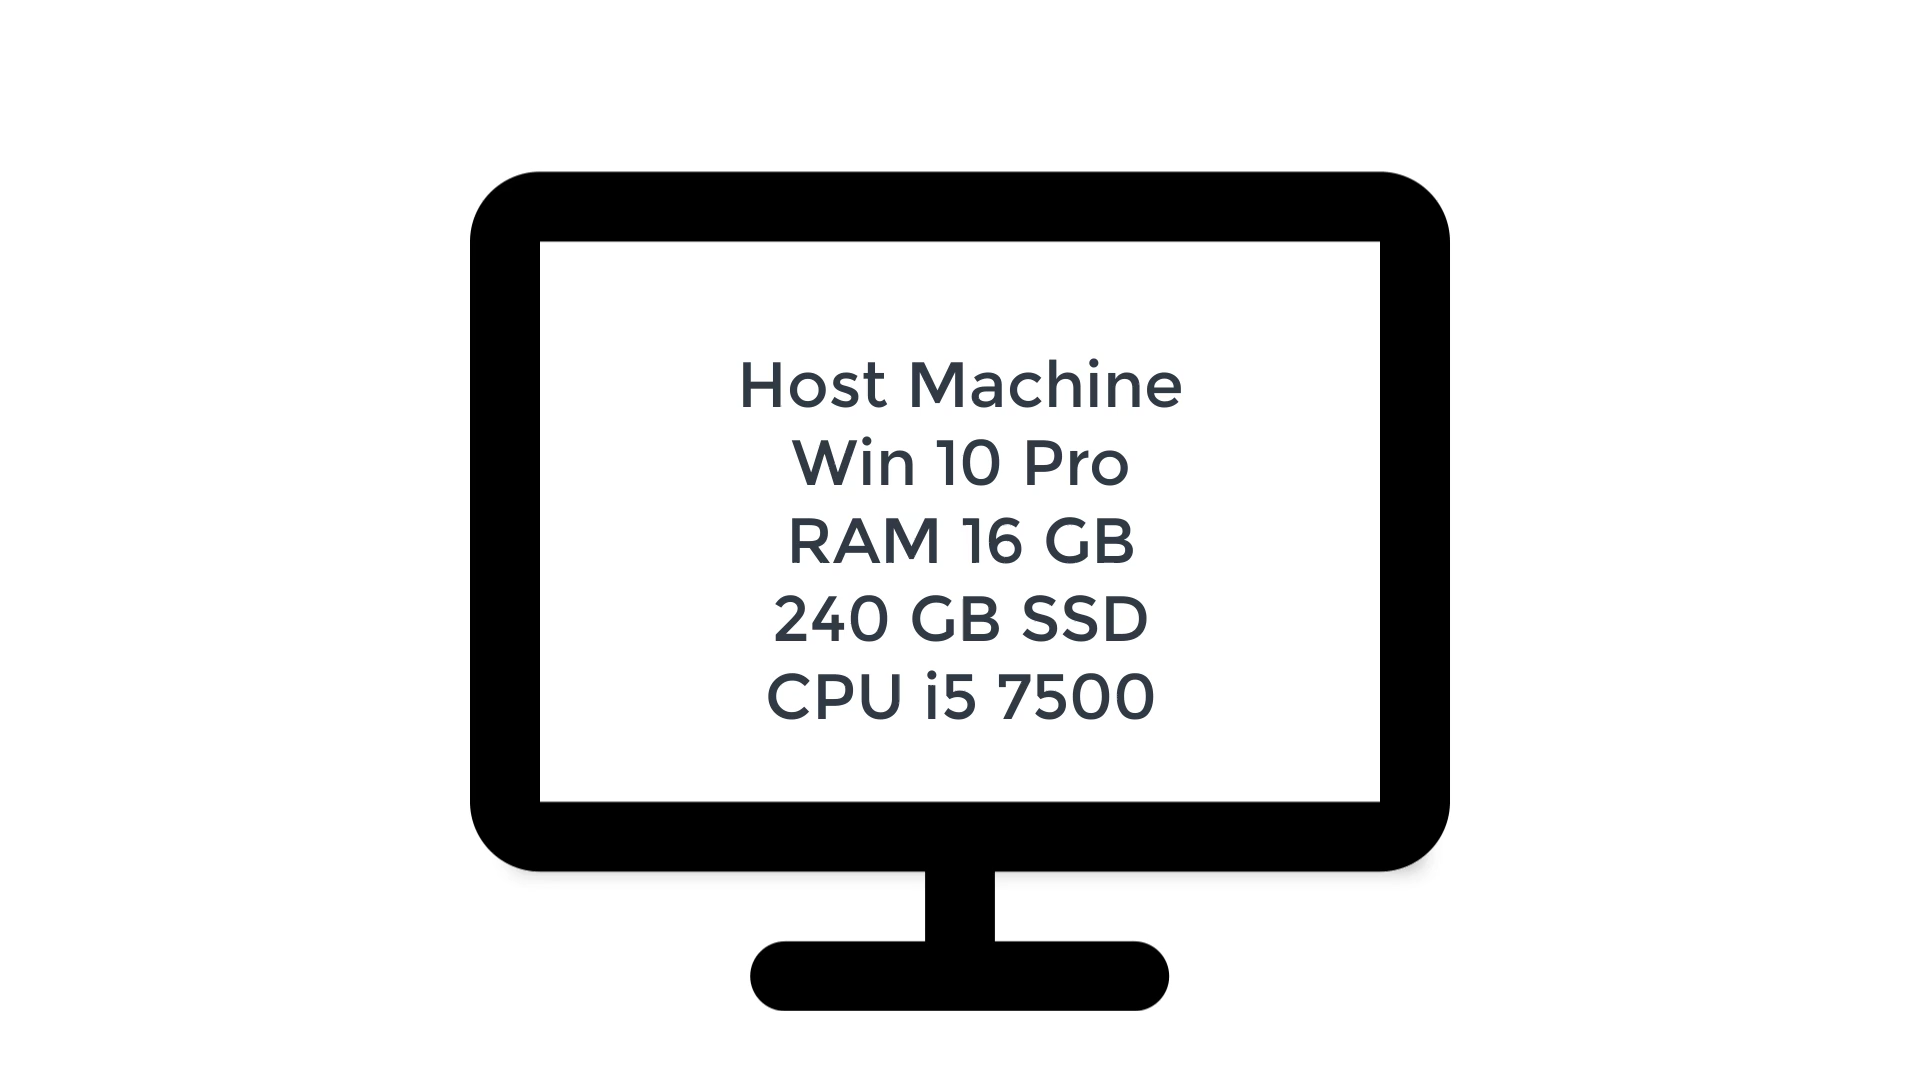 Host Machine
Win 10 Pro
RAM 16 GB
240 GB SSD
CPU i5 7500